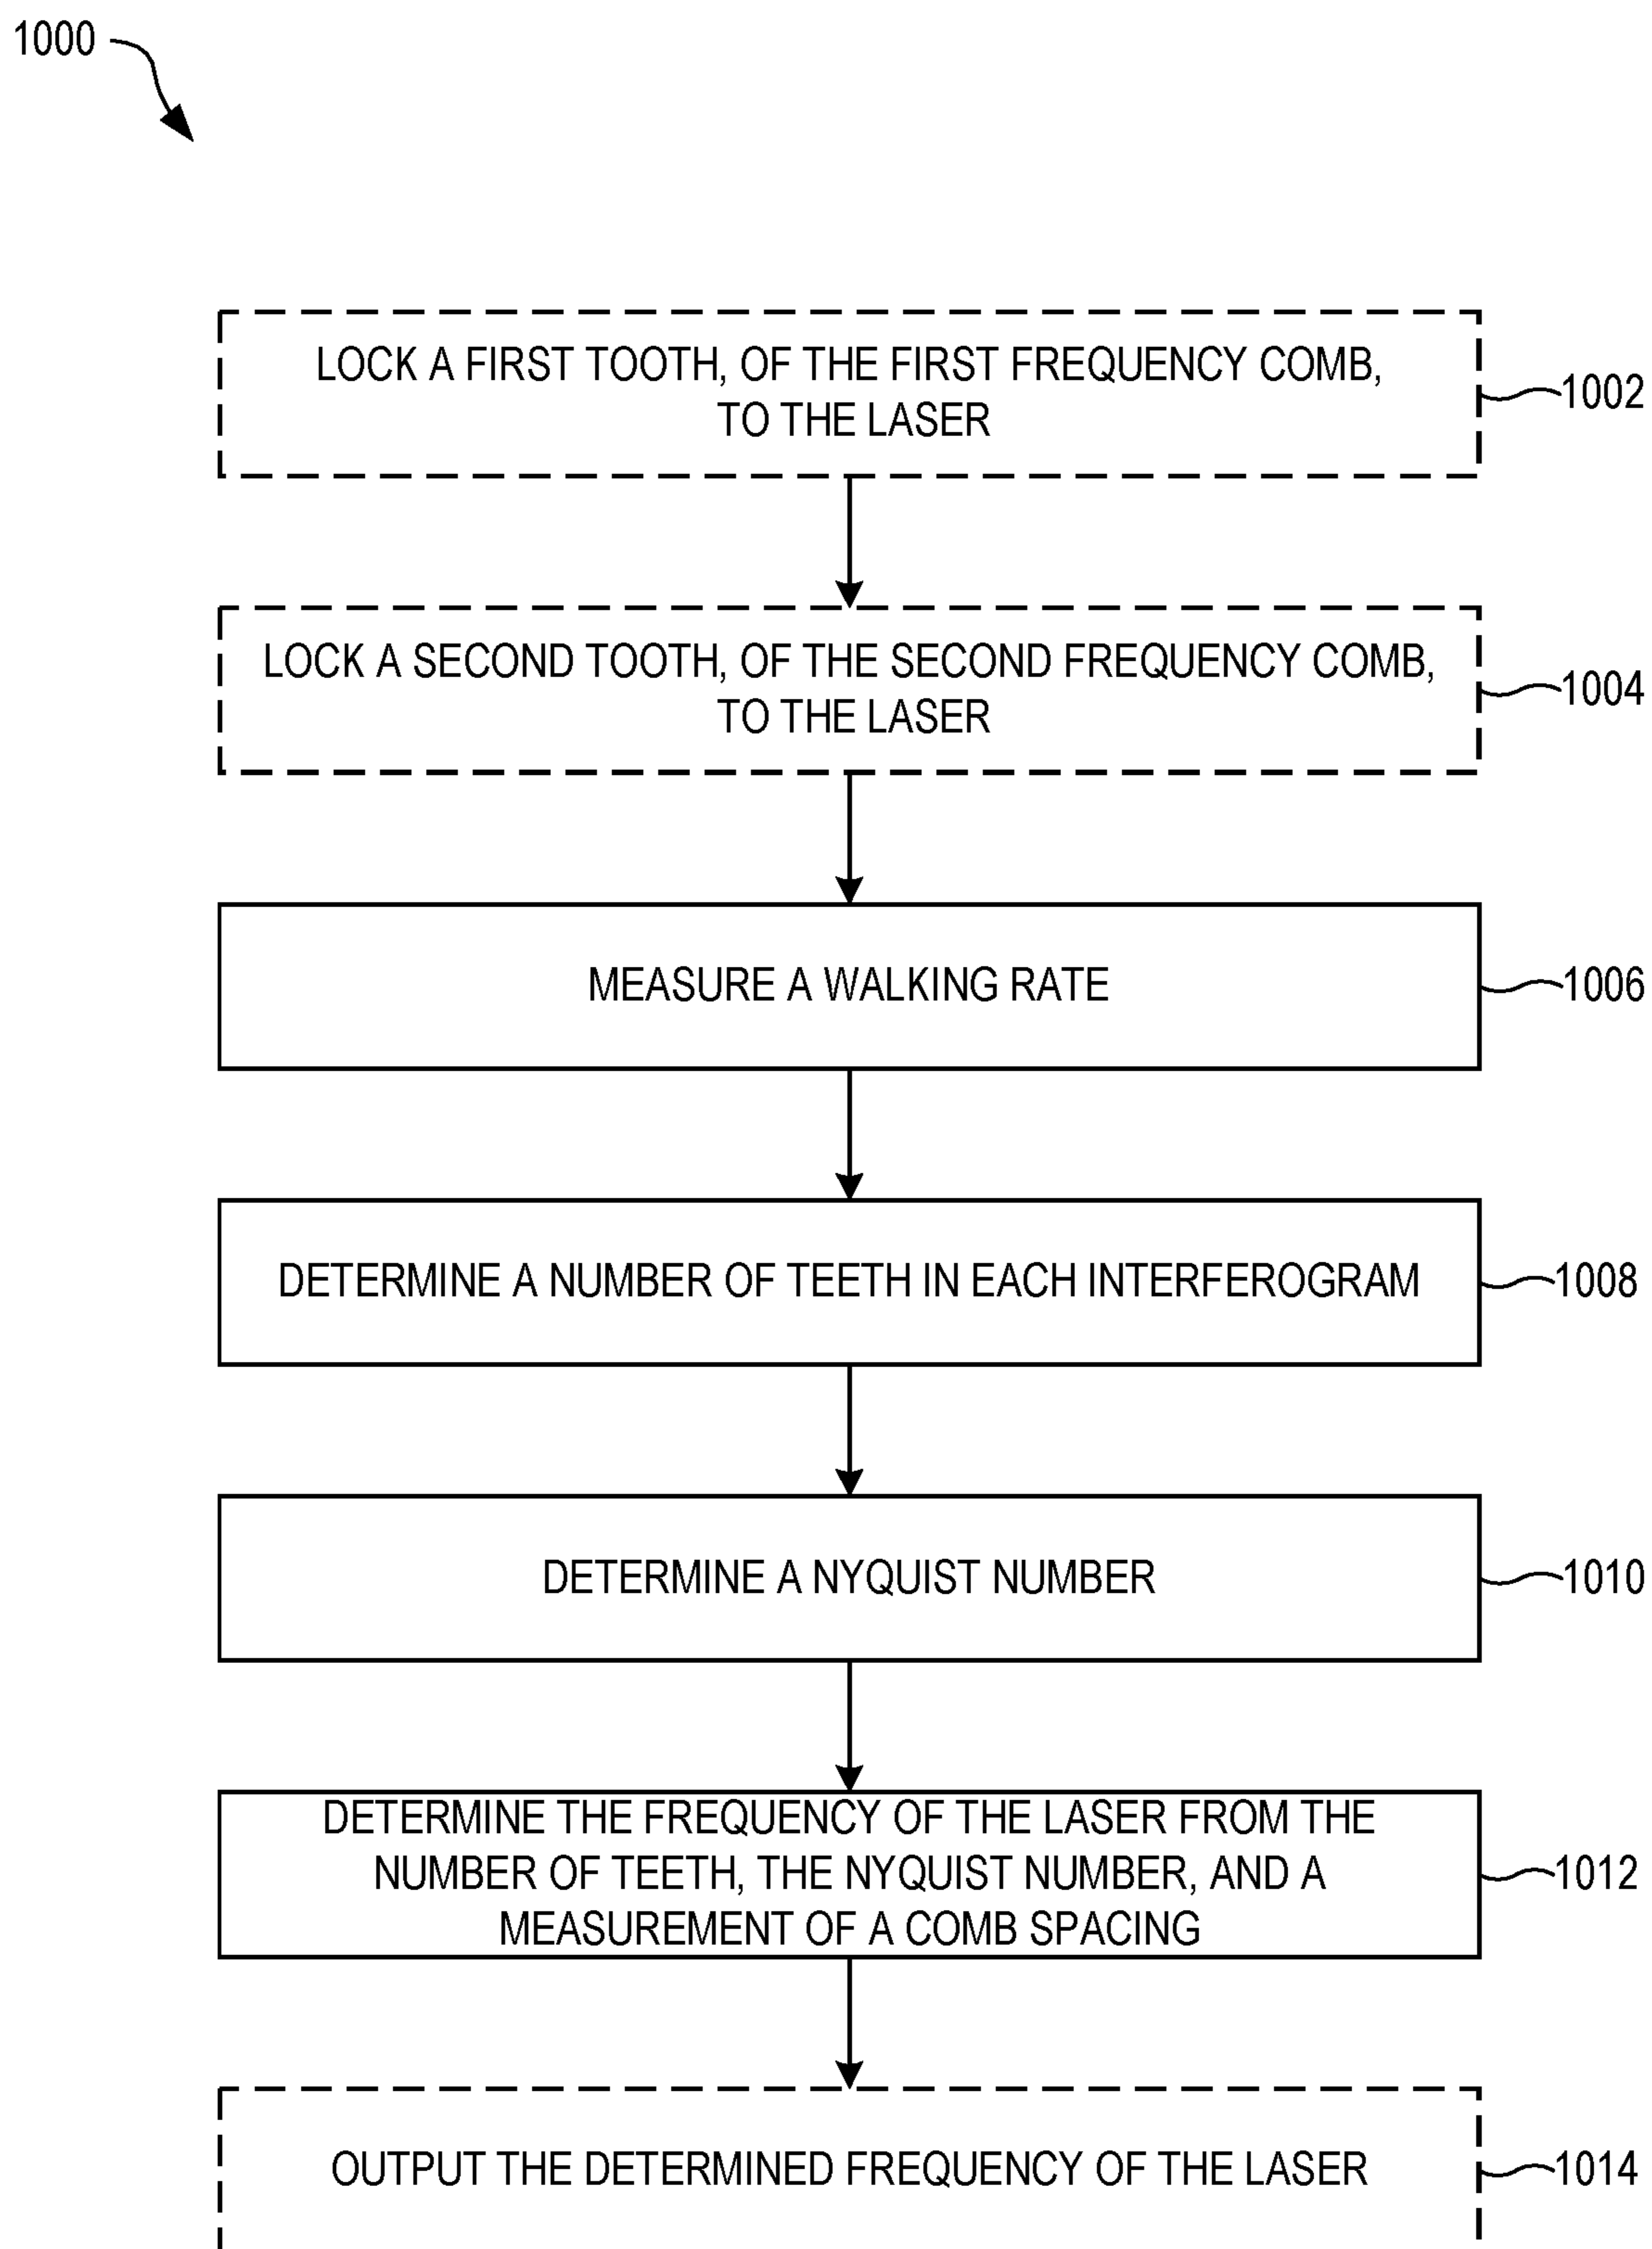 1000
LOCK A FIRST TOOTH, OF THE FIRST FREQUENCY COMB,
TO THE LASER
1002
LOCK A SECOND TOOTH, OF THE SECOND FREQUENCY COMB,
TO THE LASER
1004
MEASURE A WALKING RATE
1006
DETERMINE A NUMBER OF TEETH IN EACH INTERFEROGRAM
1008
DETERMINE A NYQUIST NUMBER
1010
DETERMINE THE FREQUENCY OF THE LASER FROM THE
NUMBER OF TEETH, THE NYQUIST NUMBER, AND A
MEASUREMENT OF A COMB SPACING
1012
OUTPUT THE DETERMINED FREQUENCY OF THE LASER
1014